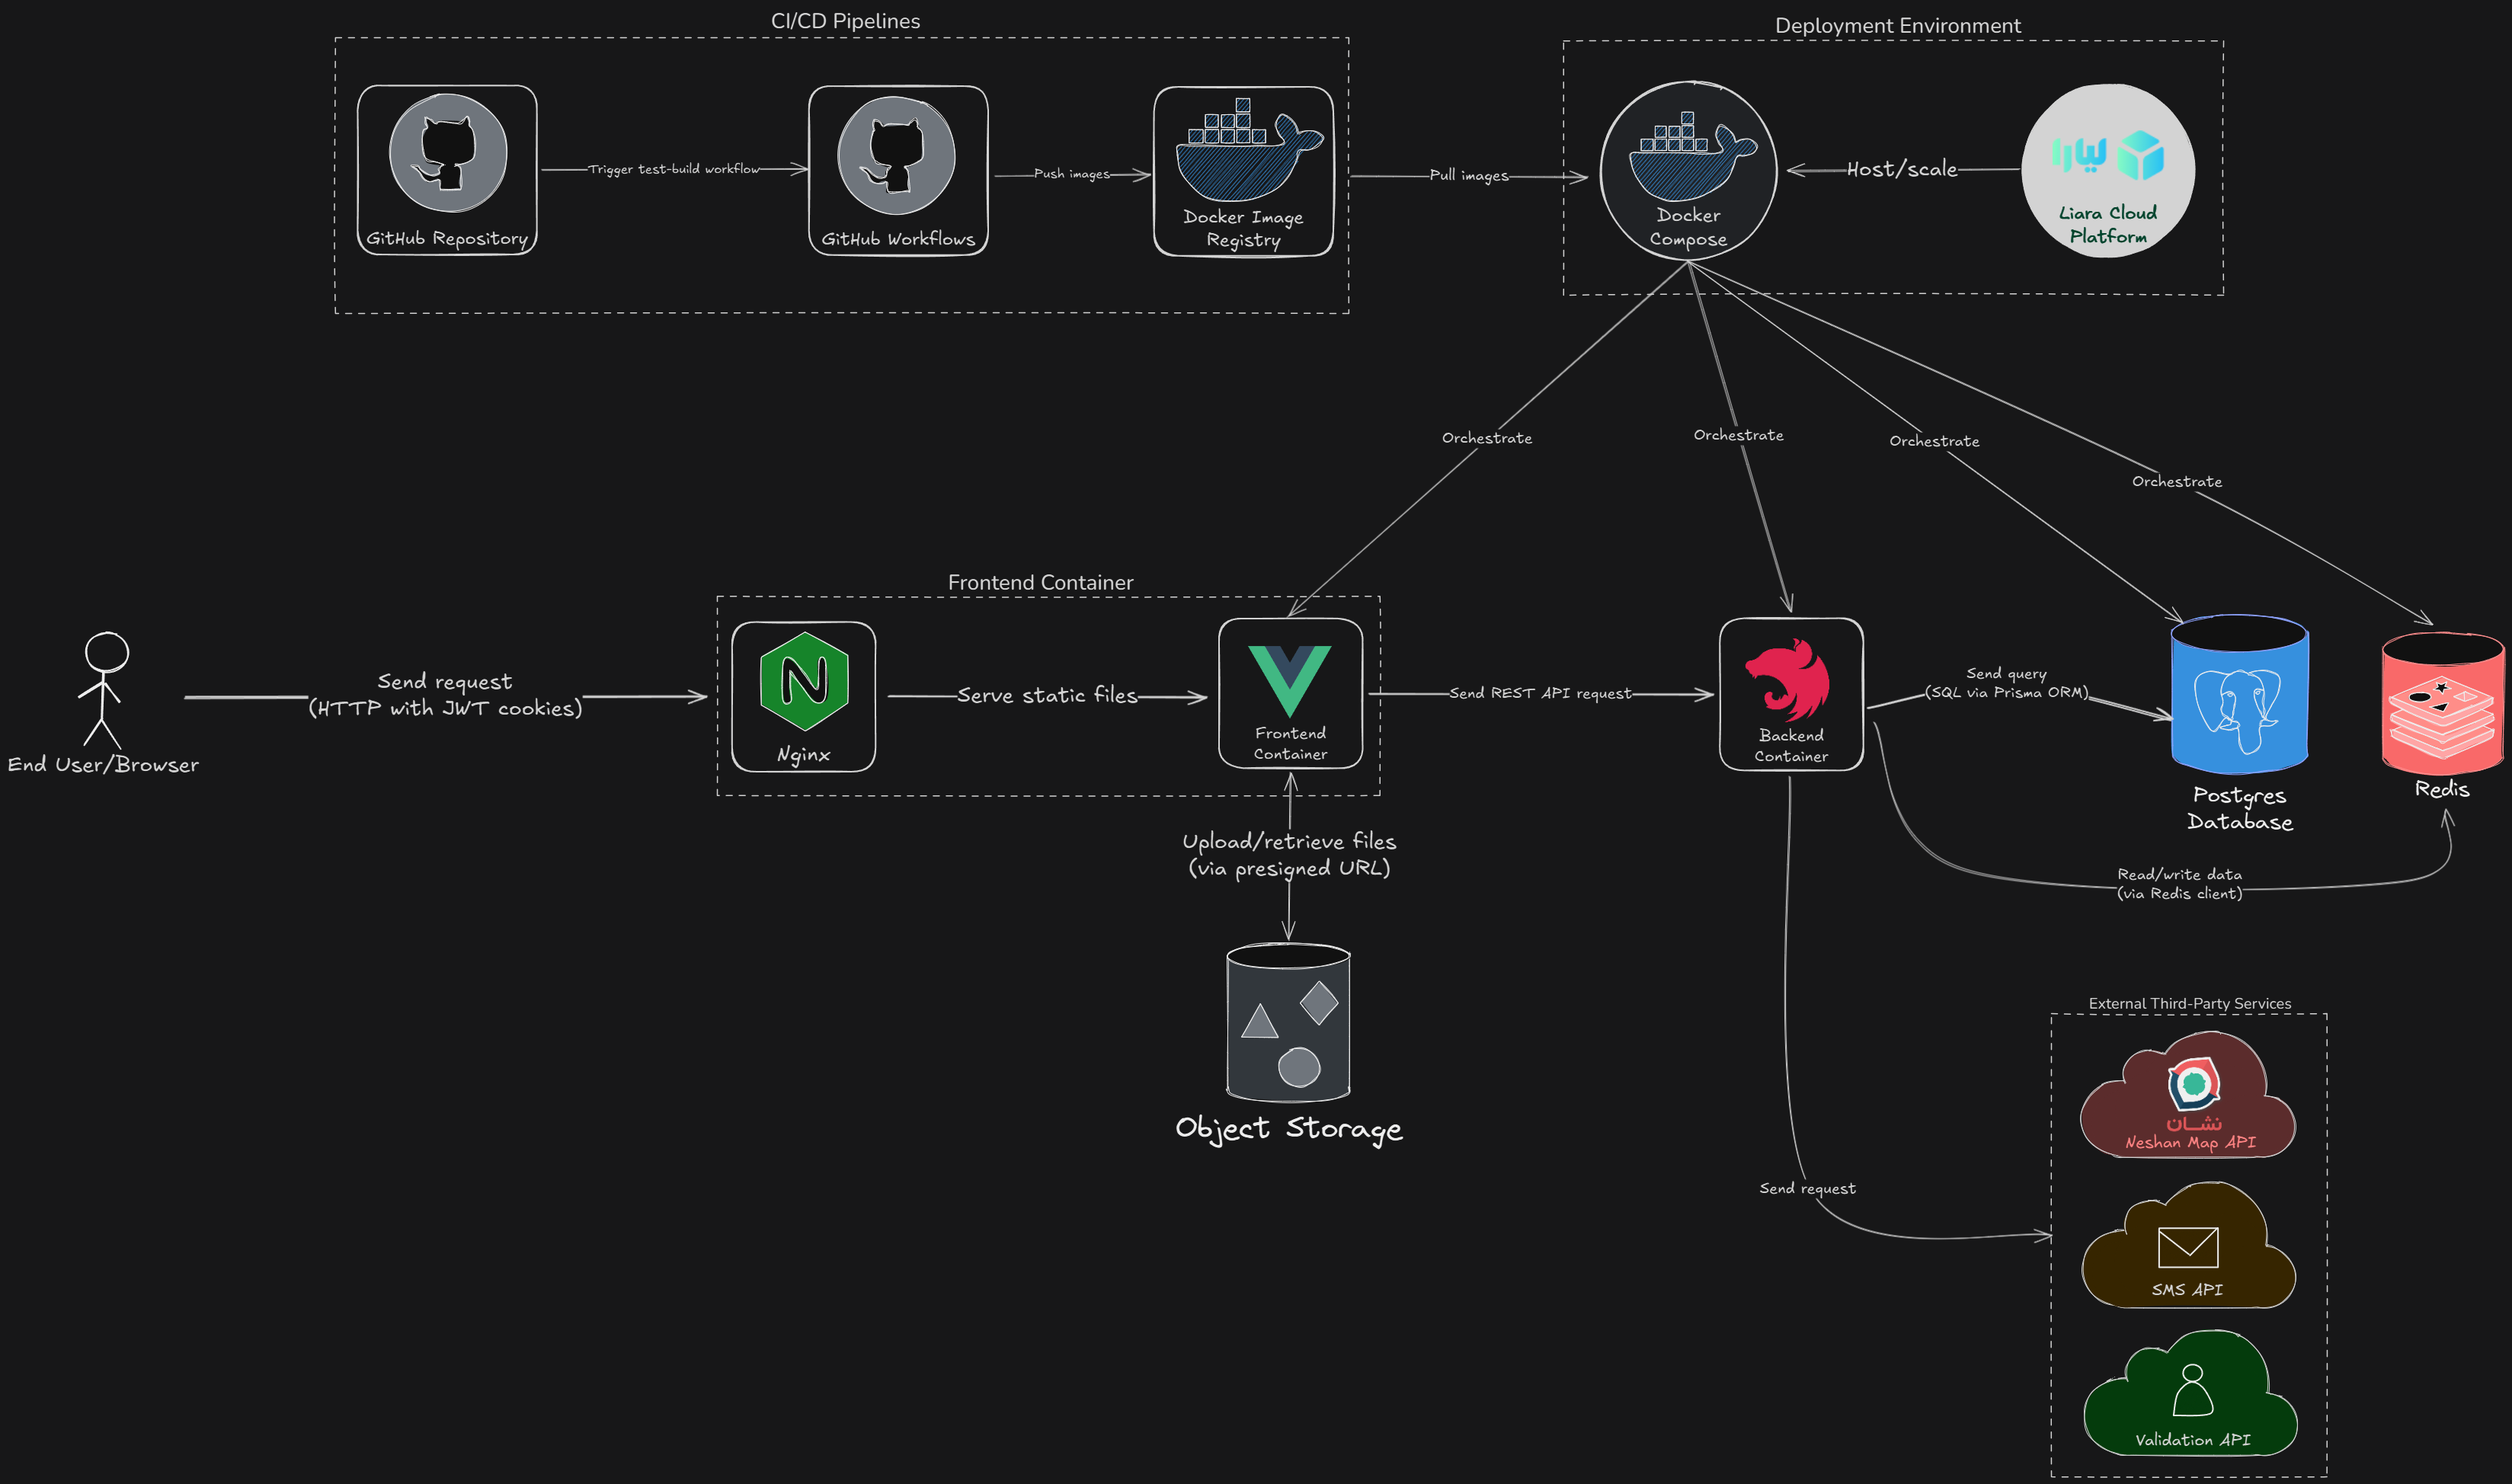 CI/CD Pipelines
Deployment Environment
GitHub Repository
Trigger test-build workflow
GitHub Workflows
Push images
Docker Image
Registry
Pull images
Docker
Compose
Host/scale
لیارا
Liara Cloud
Platform
Orchestrate
Orchestrate
Orchestrate
Orchestrate
Frontend Container
End User/Browser
Send request
(HTTP with JWT cookies)
N
Nginx
Serve static files
Frontend
Container
Send REST API request
Backend
Container
Send query
(SQL via Prisma ORM)
Postgres
Database
Redis
Upload/retrieve files
(via presigned URL)
Read/write data
(via Redis client)
Object Storage
Send request
External Third-Party Services
نشان
Neshan Map API
SMS API
Validation API